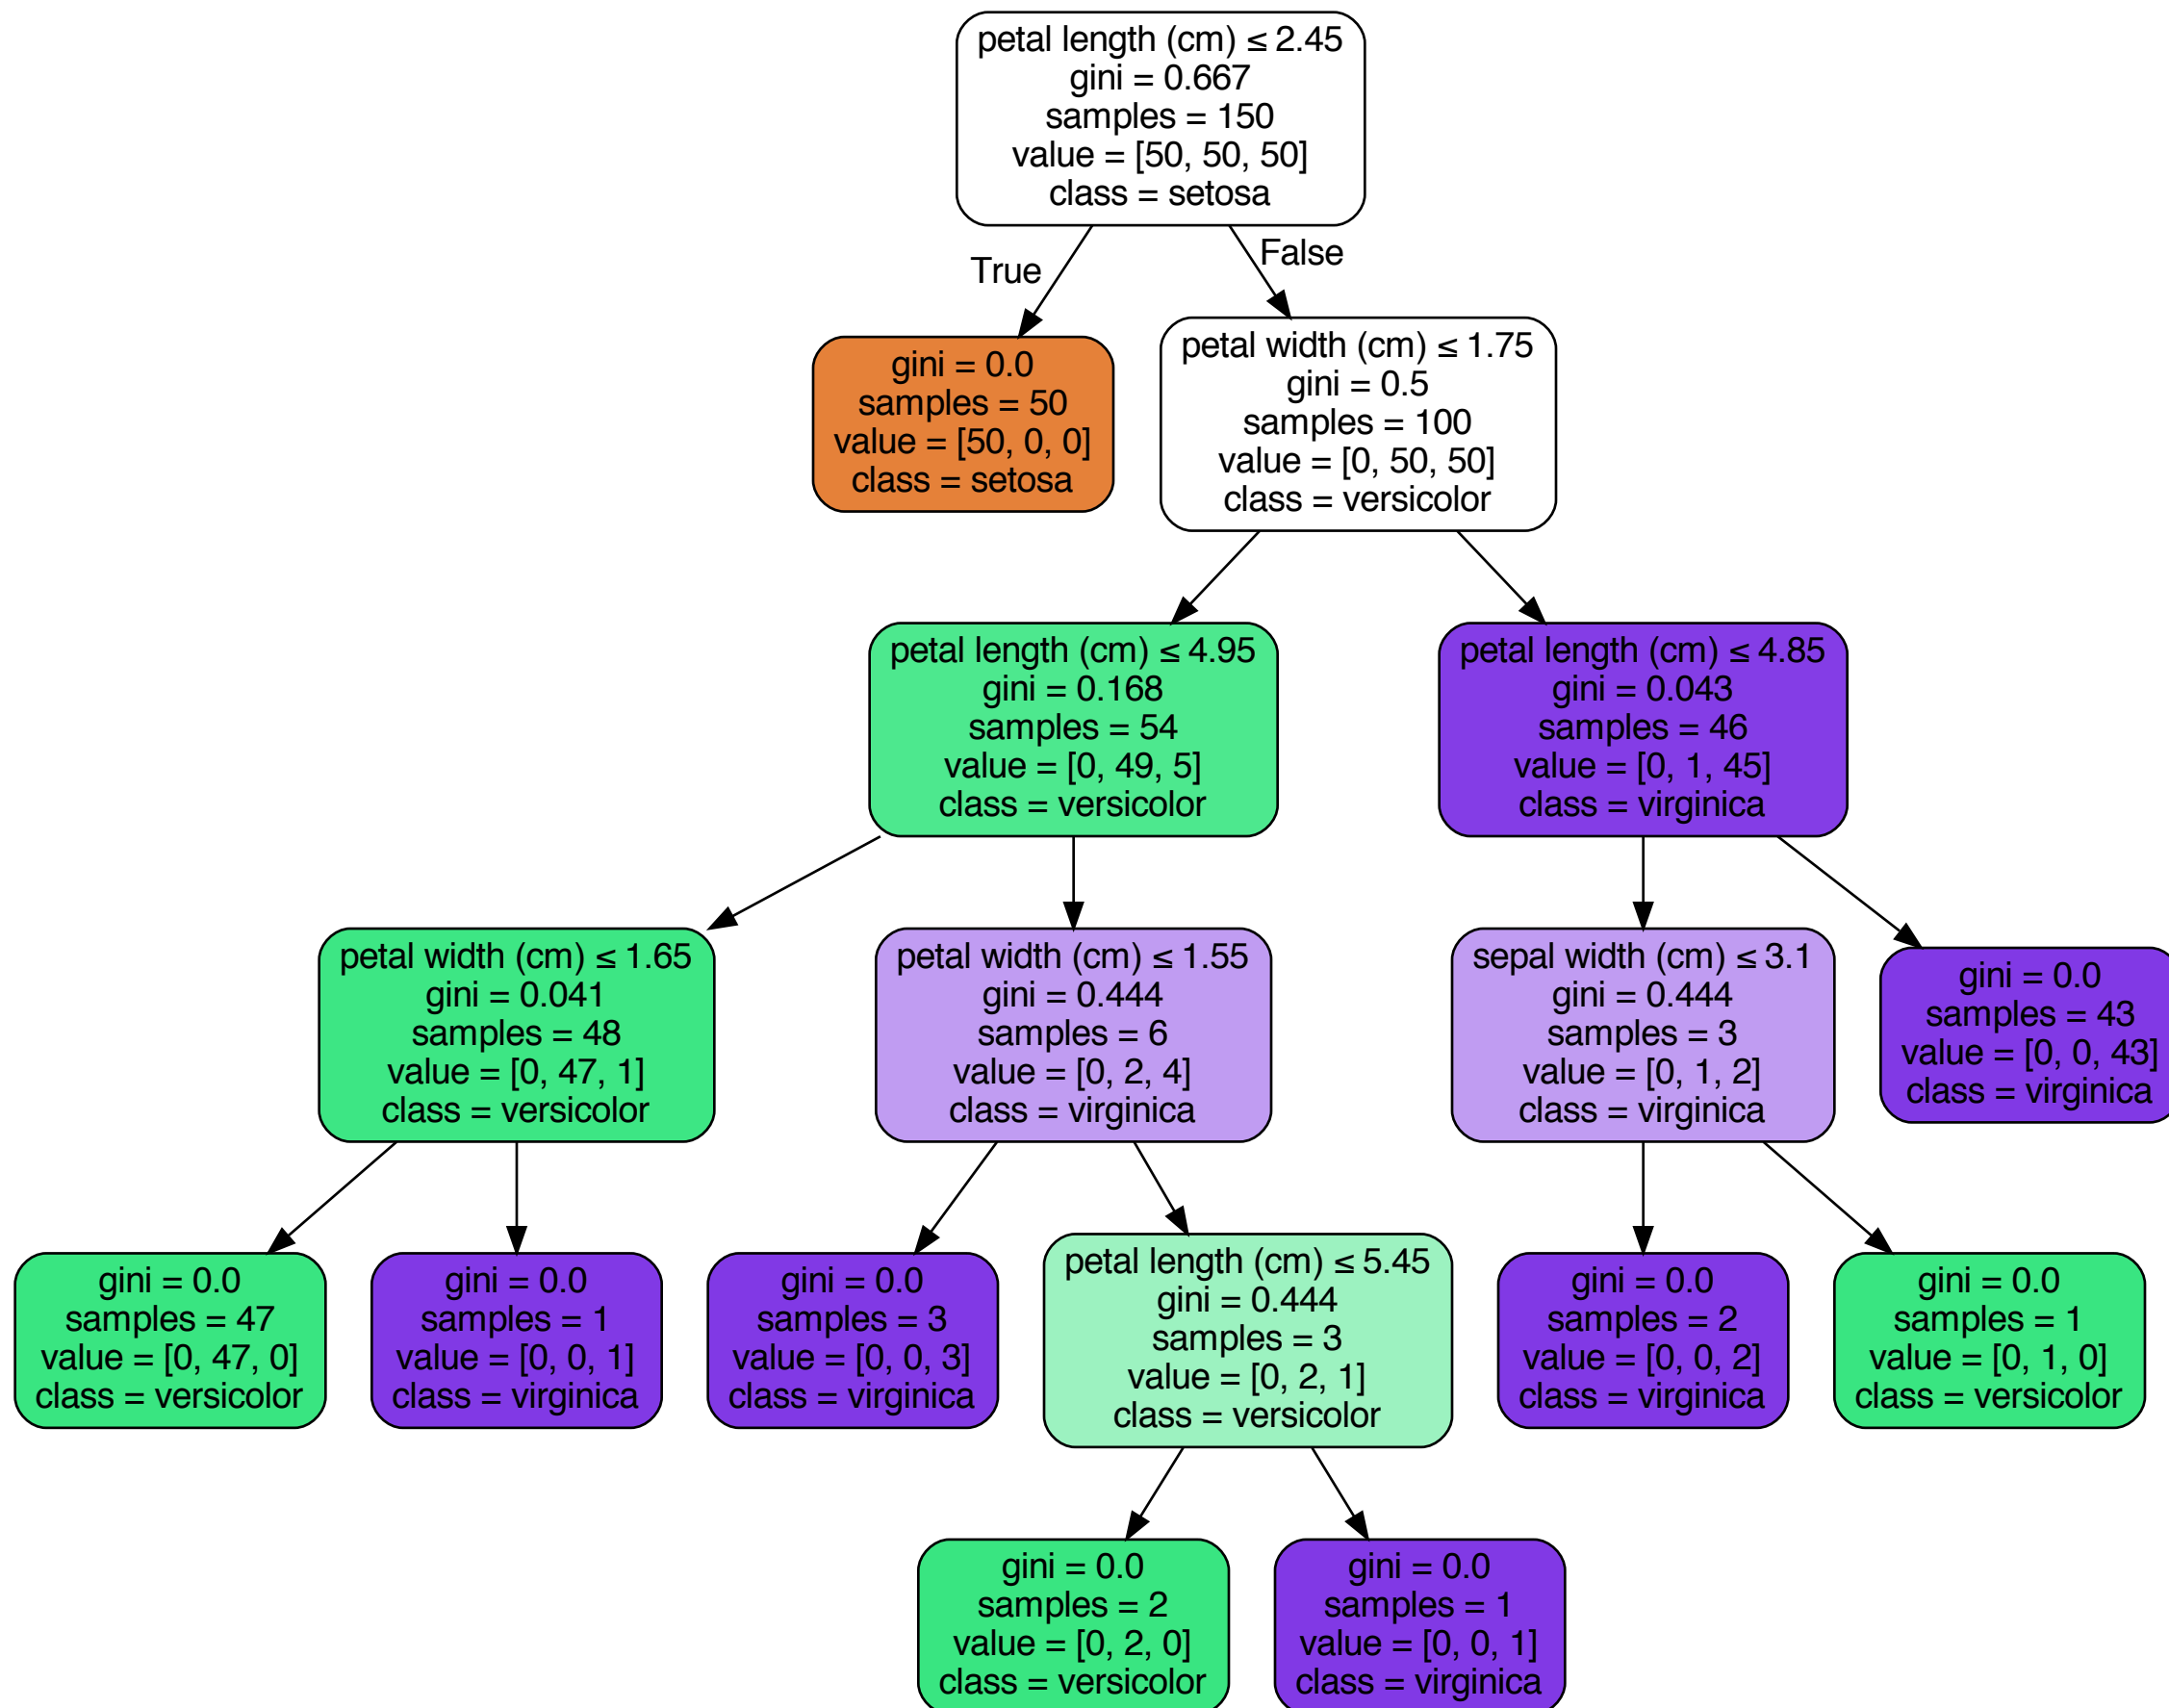 petal length (cm) ≤ 2.45
gini = 0.667
samples = 150
value = [50, 50, 50]
class = setosa
True
False
gini = 0.0
samples = 50
value = [50, 0, 0]
class = setosa
petal width (cm) ≤ 1.75
gini = 0.5
samples = 100
value = [0, 50, 50]
class = versicolor
petal length (cm) ≤ 4.95
gini = 0.168
samples = 54
value = [0, 49, 5]
class = versicolor
petal length (cm) ≤ 4.85
gini = 0.043
samples = 46
value = [0, 1, 45]
class = virginica
petal width (cm) ≤ 1.65
gini = 0.041
samples = 48
value = [0, 47, 1]
class = versicolor
petal width (cm) ≤ 1.55
gini = 0.444
samples = 6
value = [0, 2, 4]
class = virginica
sepal width (cm) ≤ 3.1
gini = 0.444
samples = 3
value = [0, 1, 2]
class = virginica
gini = 0.0
samples = 43
value = [0, 0, 43]
class = virginica
gini = 0.0
samples = 47
value = [0, 47, 0]
class = versicolor
gini = 0.0
samples = 1
value = [0, 0, 1]
class = virginica
gini = 0.0
samples = 3
value = [0, 0, 3]
class = virginica
petal length (cm) ≤ 5.45
gini = 0.444
samples = 3
value = [0, 2, 1]
class = versicolor
gini = 0.0
samples = 2
value = [0, 0, 2]
class = virginica
gini = 0.0
samples = 1
value = [0, 1, 0]
class = versicolor
gini = 0.0
samples = 2
value = [0, 2, 0]
class = versicolor
gini = 0.0
samples = 1
value = [0, 0, 1]
class = virginica